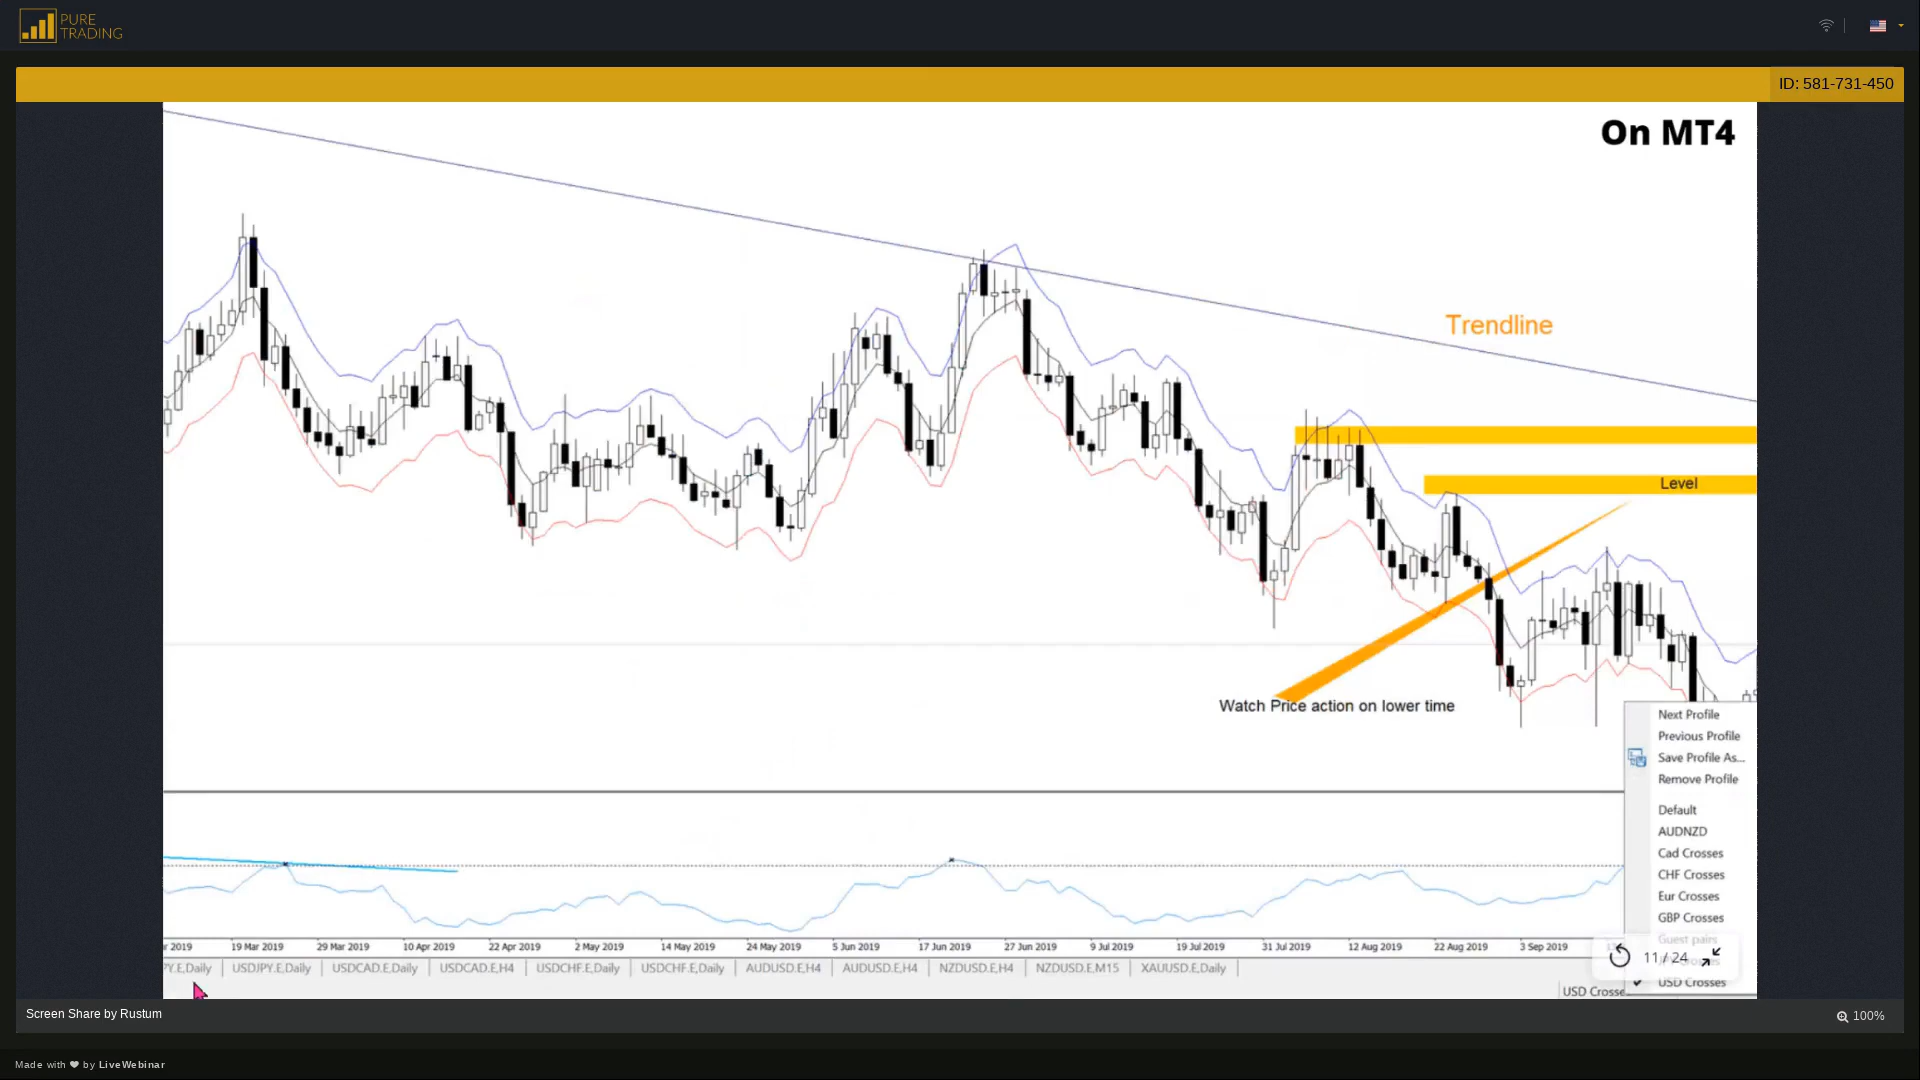 PURE
TRADING
ID: 581-731-450
On MT4
Trendline
Level
Watch Price action on lower time
Next Profile
Previous Profile
Save Profile As...
Remove Profile
Default
AUDNZD
Cad Crosses
CHF Crosses
Eur Crosses
GBP Crosses
Guest pairs
USD Crosses
2019 19 Mar 2019 29 Mar 2019 10 Apr 2019 22 Apr 2019 2 May 2019 14 May 2019 24 May 2019 5 Jun 2019 17 Jun 2019 27 Jun 2019 9 Jul 2019 19 Jul 2019 31 Jul 2019 12 Aug 2019 22 Aug 2019 3 Sep 2019
PY.E,Daily USDJPY.E,Daily USDCAD.E,Daily USDCAD.E,H4 USDCHF.E,Daily USDCHF.E,Daily AUDUSD.E,H4 AUDUSD.E,H4 NZDUSD.E,H4 NZDUSD.E,M15 XAUUSD.E,Daily
11 / 24
USD Crosse
Screen Share by Rustum
100%
Made with by LiveWebinar